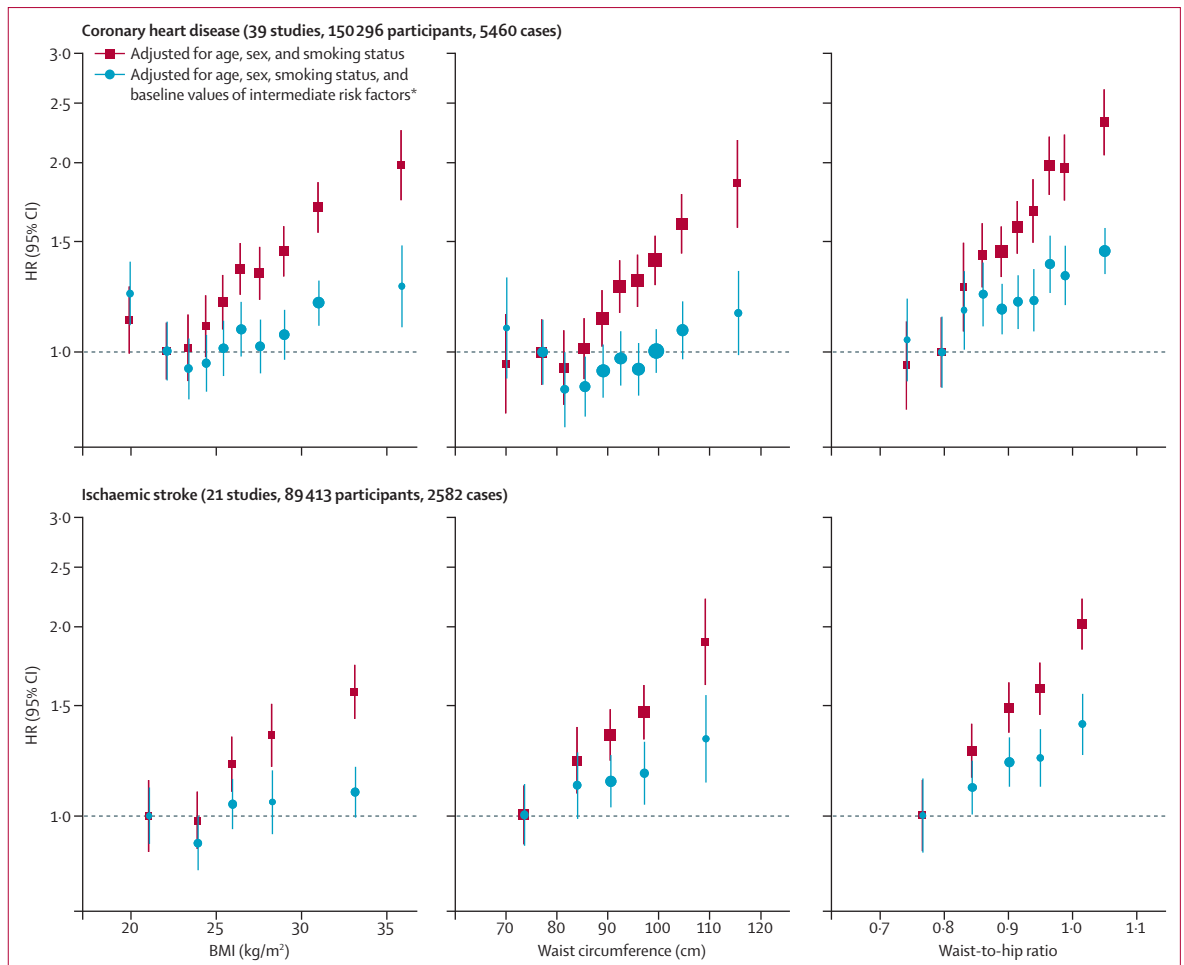 Coronary heart disease (39 studies, 150 296 participants, 5460 cases)
Adjusted for age, sex, and smoking status
Adjusted for age, sex, smoking status, and
baseline values of intermediate risk factors*
3·0
2·5
2·0
1·5
1·0
HR (95% CI)
Ischaemic stroke (21 studies, 89 413 participants, 2582 cases)
3·0
2·5
2·0
1·5
1·0
HR (95% CI)
20 25 30 35
BMI (kg/m²)
70 80 90 100 110 120
Waist circumference (cm)
0·7 0·8 0·9 1·0 1·1
Waist-to-hip ratio